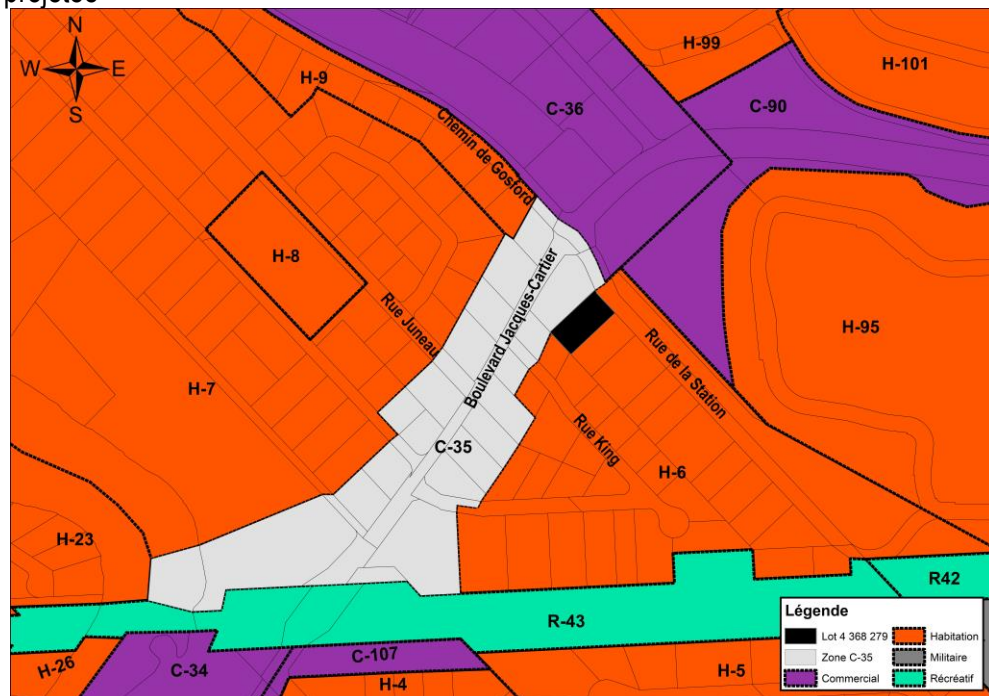 projetée
N
W E
S
H-9
H-99
H-101
C-36
C-90
Chemin de Gosford
H-8
Boulevard Jacques-Cartier
Rue Juneau
H-95
Rue de la Station
H-7
C-35
Rue King
H-6
H-23
R42
R-43
H-26
C-34
C-107
H-4
H-5
Légende
Lot 4 368 279
Habitation
Zone C-35
Militaire
Commercial
Récréatif